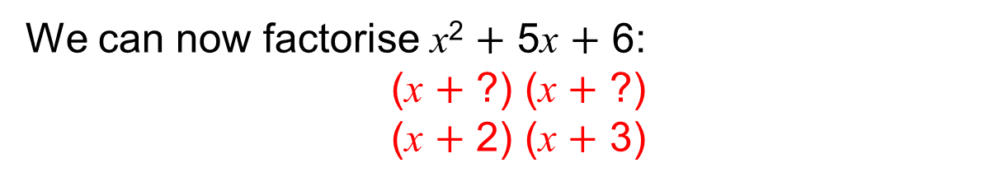 We can now factorise x² + 5x + 6:
(x + ?) (x + ?)
(x + 2) (x + 3)